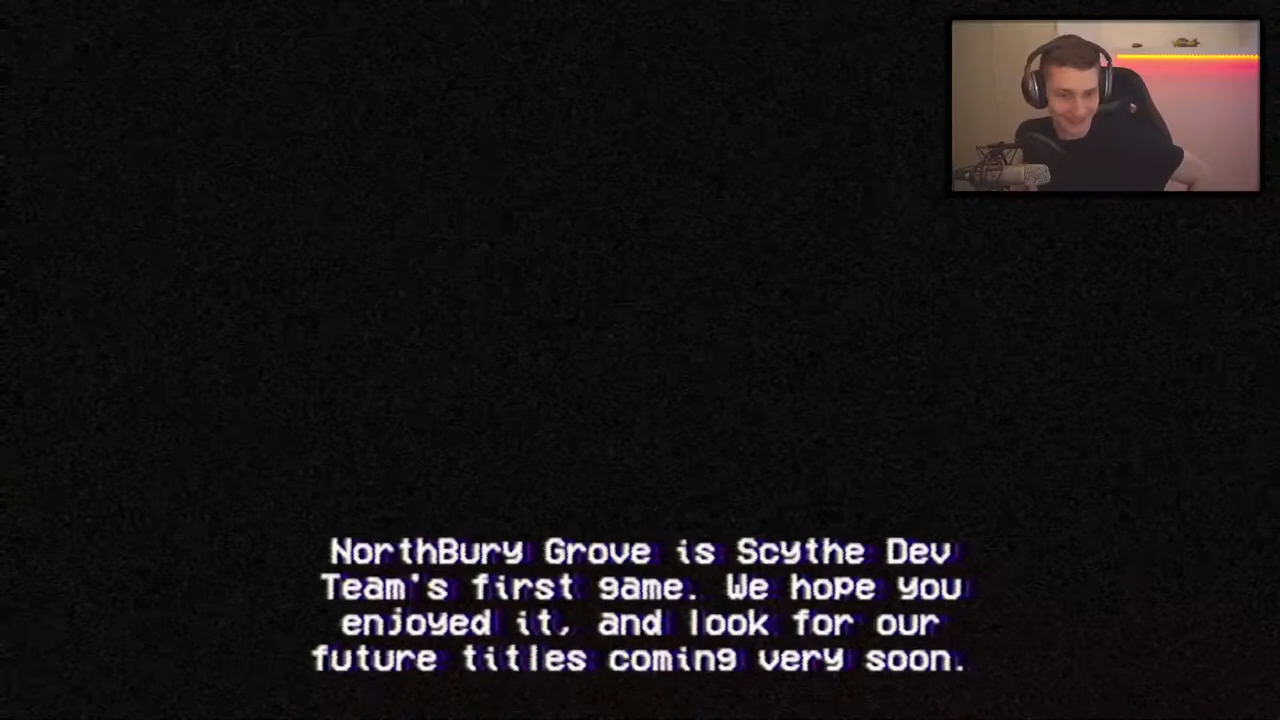 NorthBury Grove is Scythe Dev
Team's first game. We hope you
enjoyed it, and look for our
future titles coming very soon.